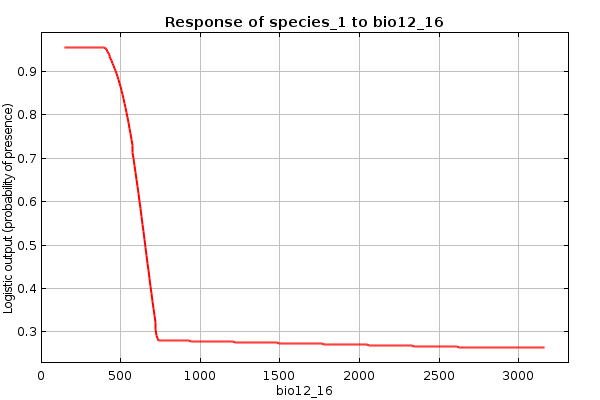 Response of species_1 to bio12_16
Logistic output (probability of presence)
0.9
0.8
0.7
0.6
0.5
0.4
0.3
0 500 1000 1500 2000 2500 3000
bio12_16